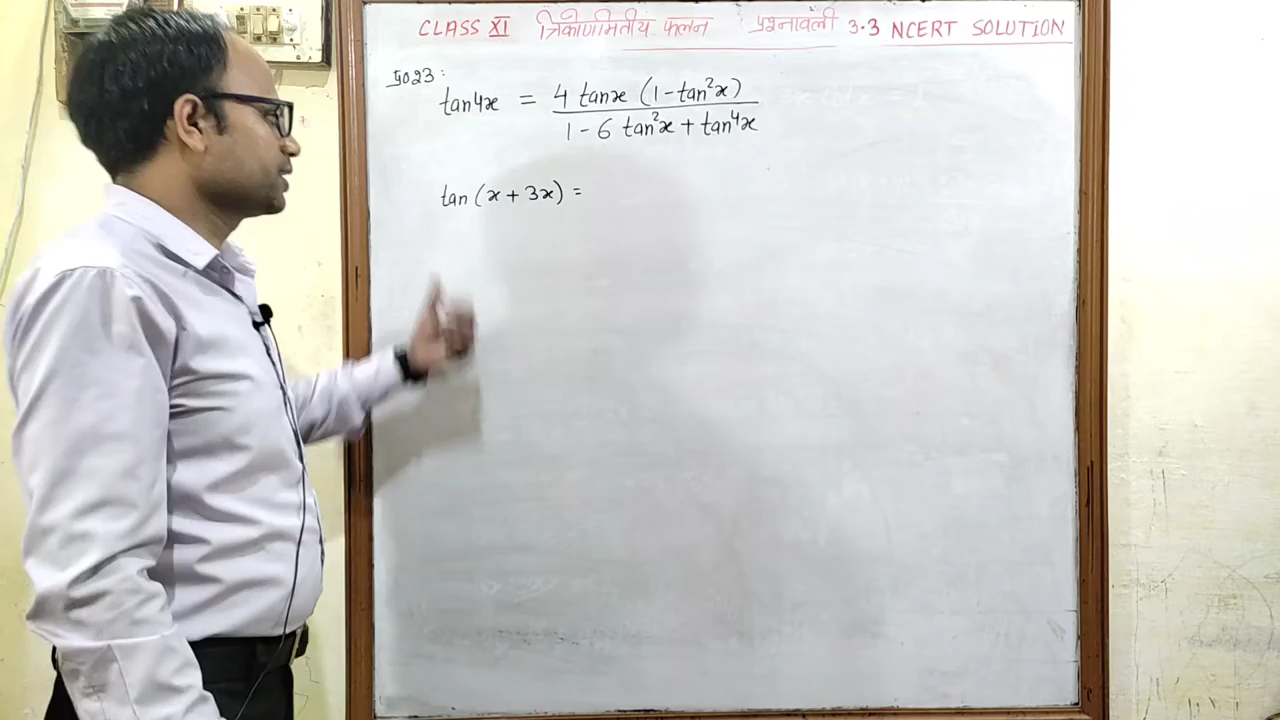 CLASS XI त्रिकोणमितीय फलन प्रश्नावली 3.3 NCERT SOLUTION
प्र023:
tan4x = 4 tanx (1-tan²x) / 1-6 tan²x + tan⁴x
tan (x + 3x) =